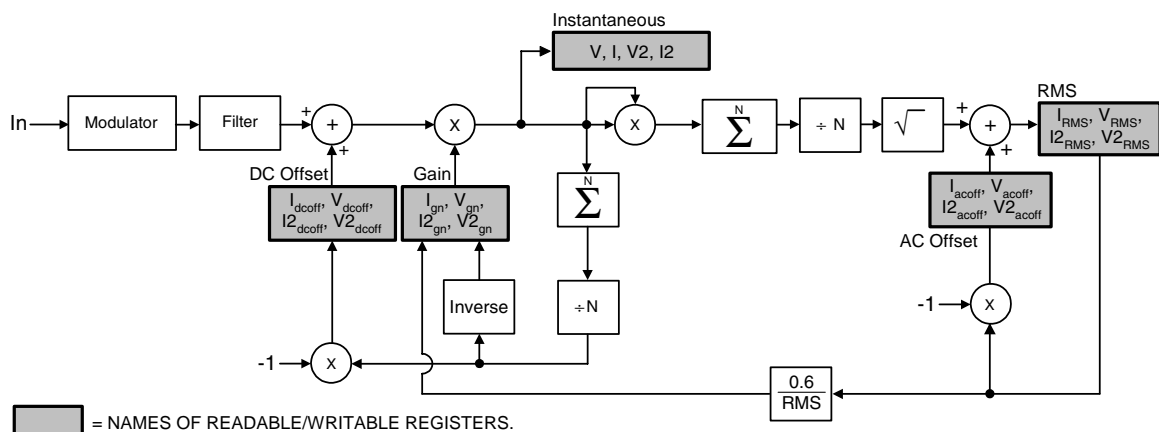 Instantaneous
V, I, V2, I2
In
Modulator
Filter
+
+
+
X
X
N
Σ
÷ N
√
+
+
+
RMS
I_RMS, V_RMS,
I2_RMS, V2_RMS
DC Offset
I_dcoff, V_dcoff,
I2_dcoff, V2_dcoff
Gain
I_gn, V_gn,
I2_gn, V2_gn
N
Σ
I_acoff, V_acoff,
I2_acoff, V2_acoff
AC Offset
Inverse
÷N
-1
X
-1
X
0.6
RMS
= NAMES OF READABLE/WRITABLE REGISTERS.